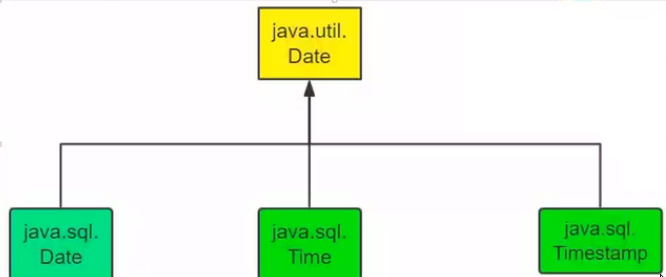 java.util.
Date
java.sql.
Date
java.sql.
Time
java.sql.
Timestamp